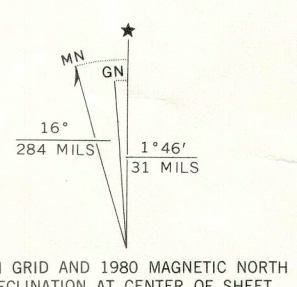 ★
MN
GN
16°
284 MILS
1°46′
31 MILS
GRID AND 1980 MAGNETIC NORTH
DECLINATION AT CENTER OF SHEET